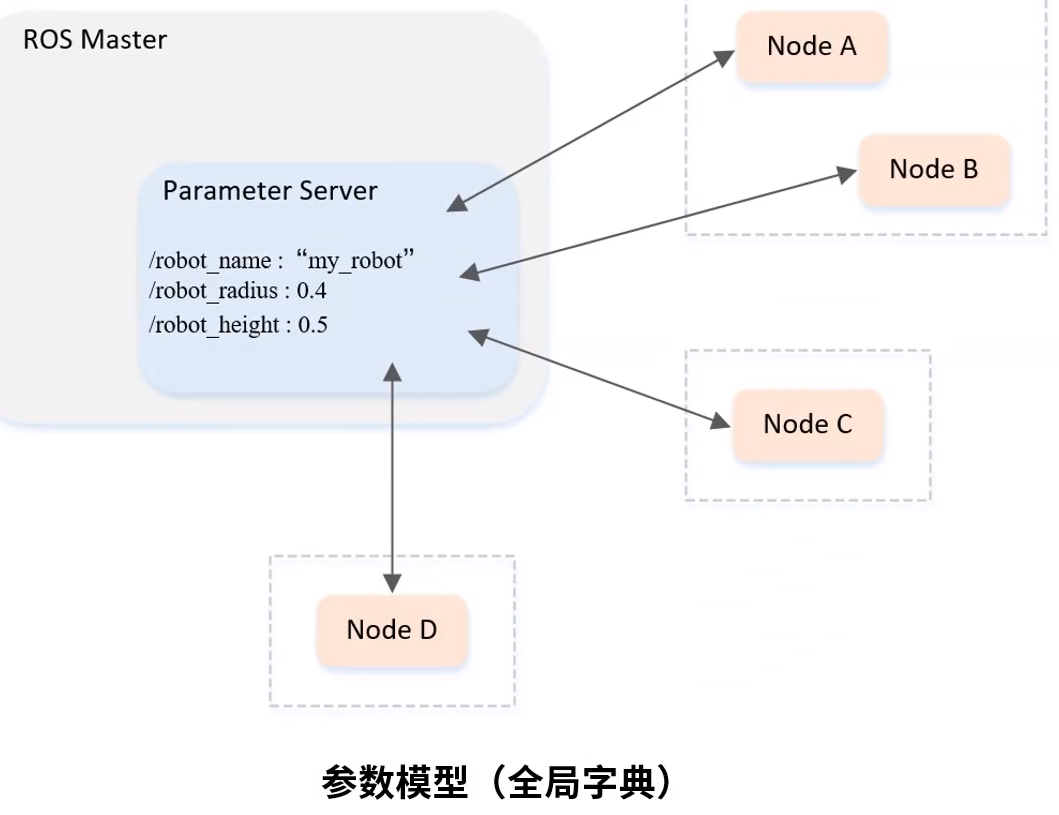 ROS Master
Node A
Node B
Parameter Server
/robot_name : “my_robot”
/robot_radius : 0.4
/robot_height : 0.5
Node C
Node D
参数模型（全局字典）